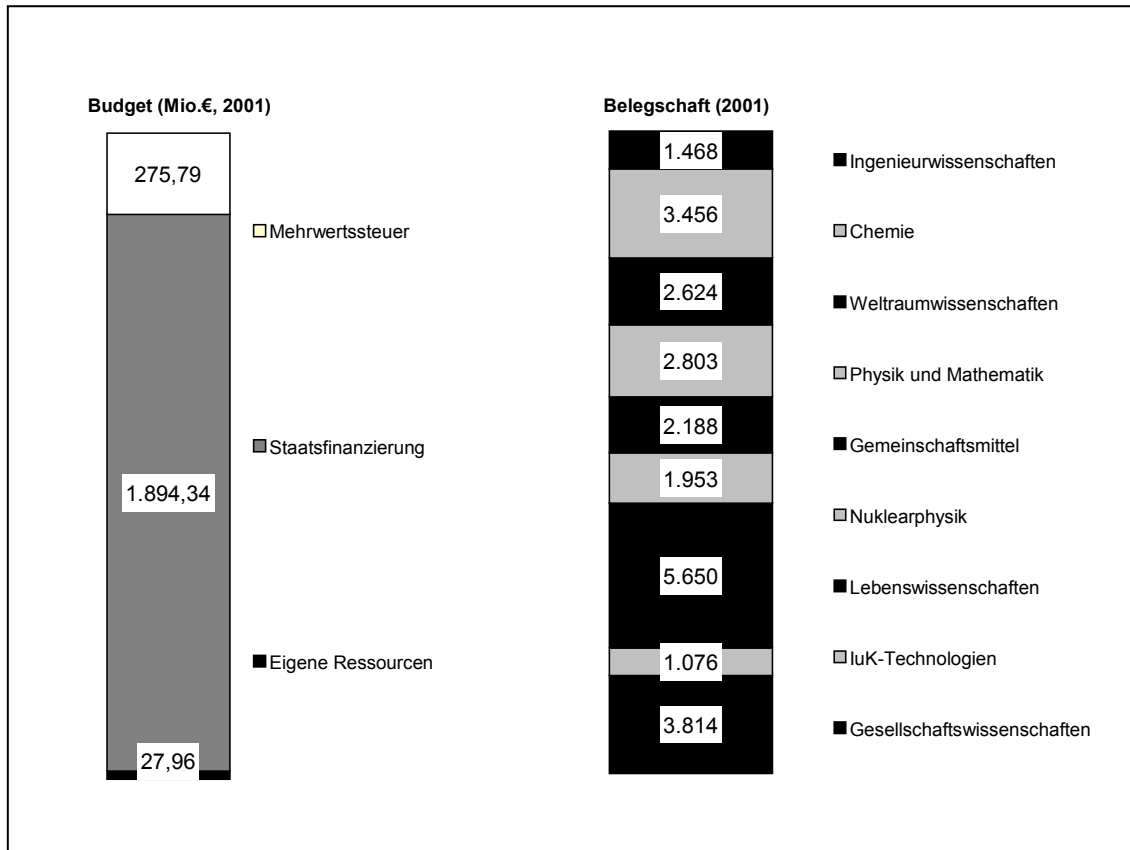 Budget (Mio.€, 2001)
275,79
1.894,34
27,96
Mehrwertssteuer
Staatsfinanzierung
Eigene Ressourcen
Belegschaft (2001)
1.468
3.456
2.624
2.803
2.188
1.953
5.650
1.076
3.814
Ingenieurwissenschaften
Chemie
Weltraumwissenschaften
Physik und Mathematik
Gemeinschaftsmittel
Nuklearphysik
Lebenswissenschaften
IuK-Technologien
Gesellschaftswissenschaften